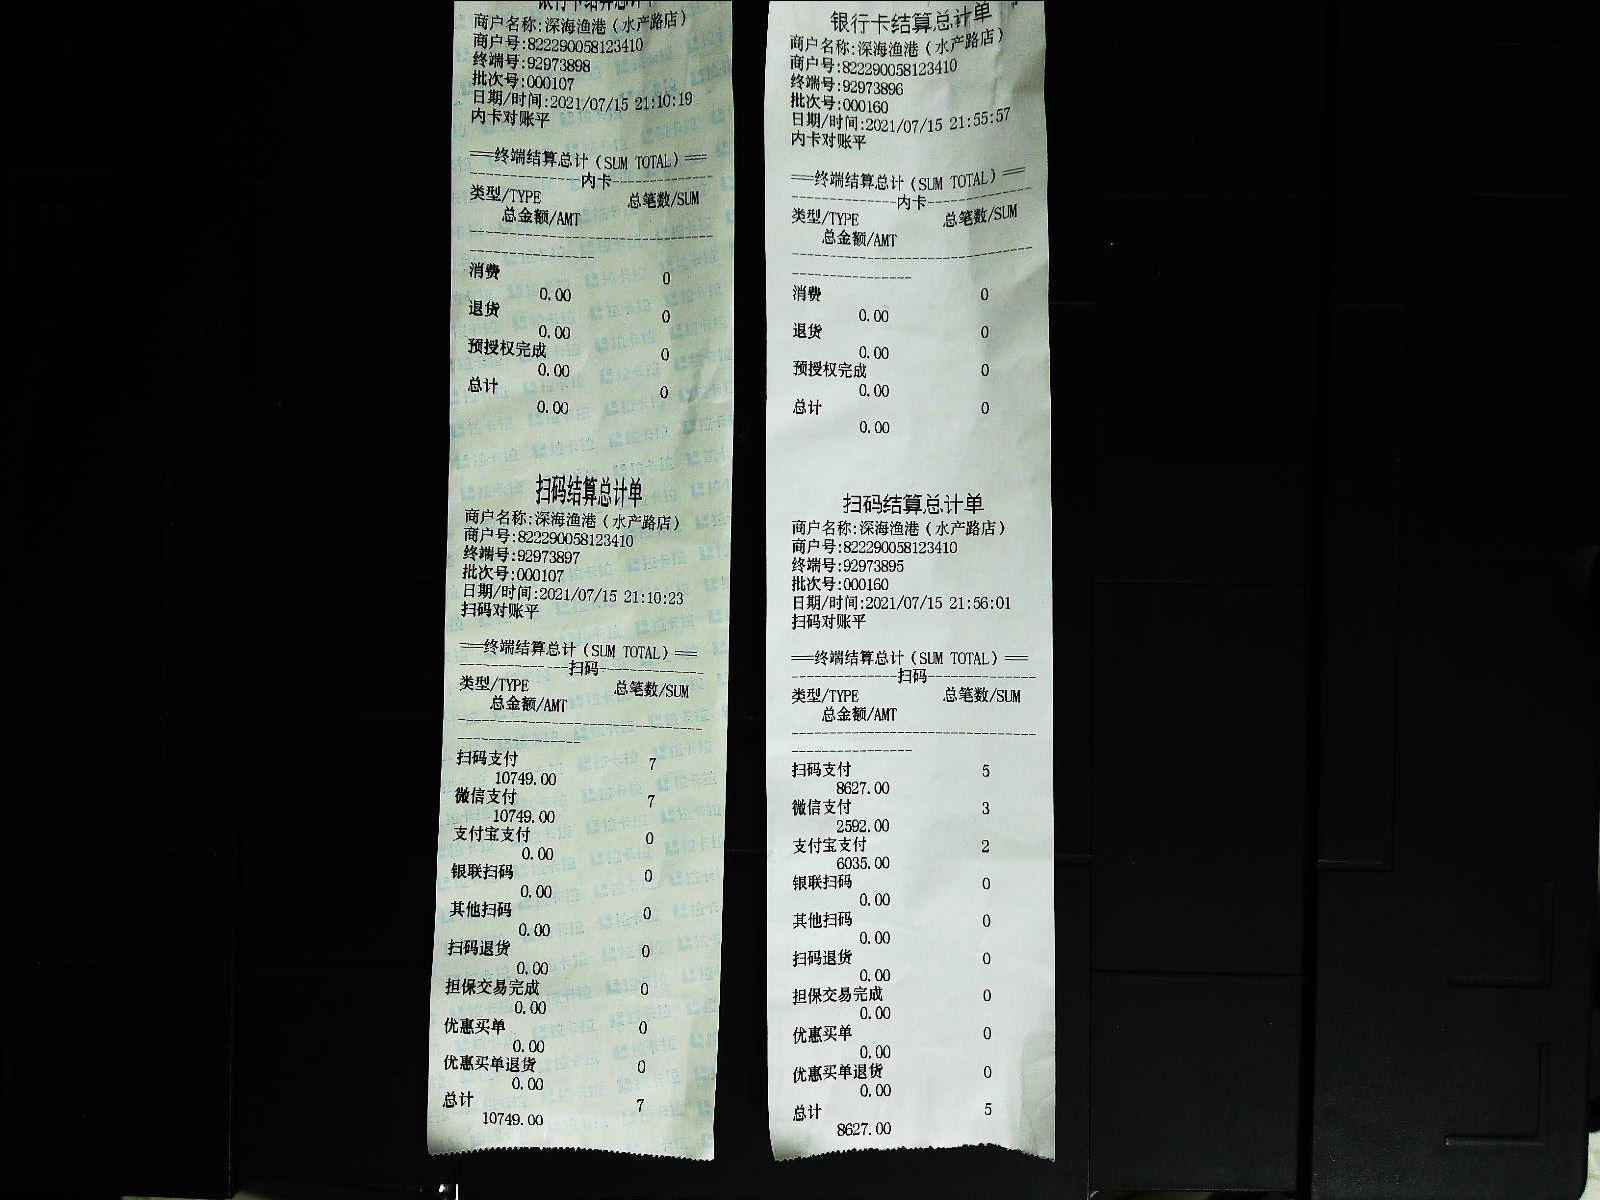 银行卡结算总计单
商户名称:深海渔港(水产路店)
商户号:822290058123410
终端号:92973898
批次号:000107
日期/时间:2021/07/15 21:10:19
内卡对账平
==终端结算总计(SUM TOTAL)==
----------------内卡----------------
类型/TYPE 总笔数/SUM
总金额/AMT
消费 0
0.00
退货 0
0.00
预授权完成 0
0.00
总计 0
0.00
扫码结算总计单
商户名称:深海渔港(水产路店)
商户号:822290058123410
终端号:92973897
批次号:000107
日期/时间:2021/07/15 21:10:23
扫码对账平
==终端结算总计(SUM TOTAL)==
----------------扫码----------------
类型/TYPE 总笔数/SUM
总金额/AMT
扫码支付 7
10749.00
微信支付 7
10749.00
支付宝支付 0
0.00
银联扫码 0
0.00
其他扫码 0
0.00
扫码退货 0
0.00
担保交易完成 0
0.00
优惠买单 0
0.00
优惠买单退货 0
0.00
总计 7
10749.00
银行卡结算总计单
商户名称:深海渔港(水产路店)
商户号:822290058123410
终端号:92973896
批次号:000160
日期/时间:2021/07/15 21:55:57
内卡对账平
==终端结算总计(SUM TOTAL)==
----------------内卡----------------
类型/TYPE 总笔数/SUM
总金额/AMT
消费 0
0.00
退货 0
0.00
预授权完成 0
0.00
总计 0
0.00
扫码结算总计单
商户名称:深海渔港(水产路店)
商户号:822290058123410
终端号:92973895
批次号:000160
日期/时间:2021/07/15 21:56:01
扫码对账平
==终端结算总计(SUM TOTAL)==
----------------扫码----------------
类型/TYPE 总笔数/SUM
总金额/AMT
扫码支付 5
8627.00
微信支付 3
2592.00
支付宝支付 2
6035.00
银联扫码 0
0.00
其他扫码 0
0.00
扫码退货 0
0.00
担保交易完成 0
0.00
优惠买单 0
0.00
优惠买单退货 0
0.00
总计 5
8627.00